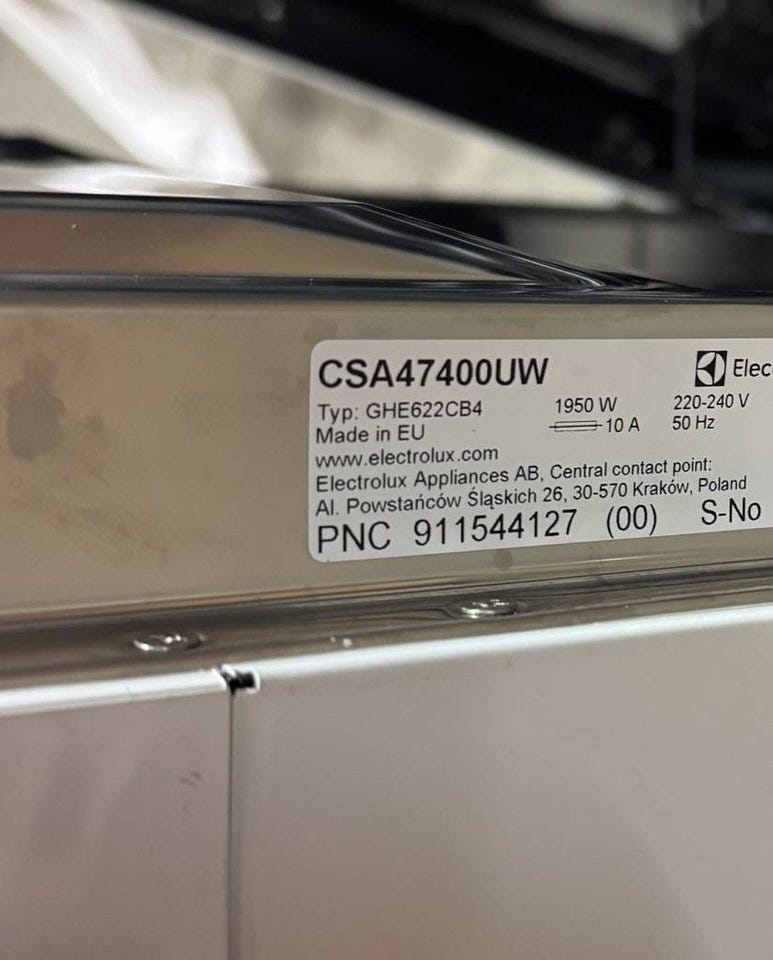 CSA47400UW Elec
Typ: GHE622CB4 1950 W 220-240 V
Made in EU 10 A 50 Hz
www.electrolux.com
Electrolux Appliances AB, Central contact point:
Al. Powstańców Śląskich 26, 30-570 Kraków, Poland
PNC 911544127 (00) S-No